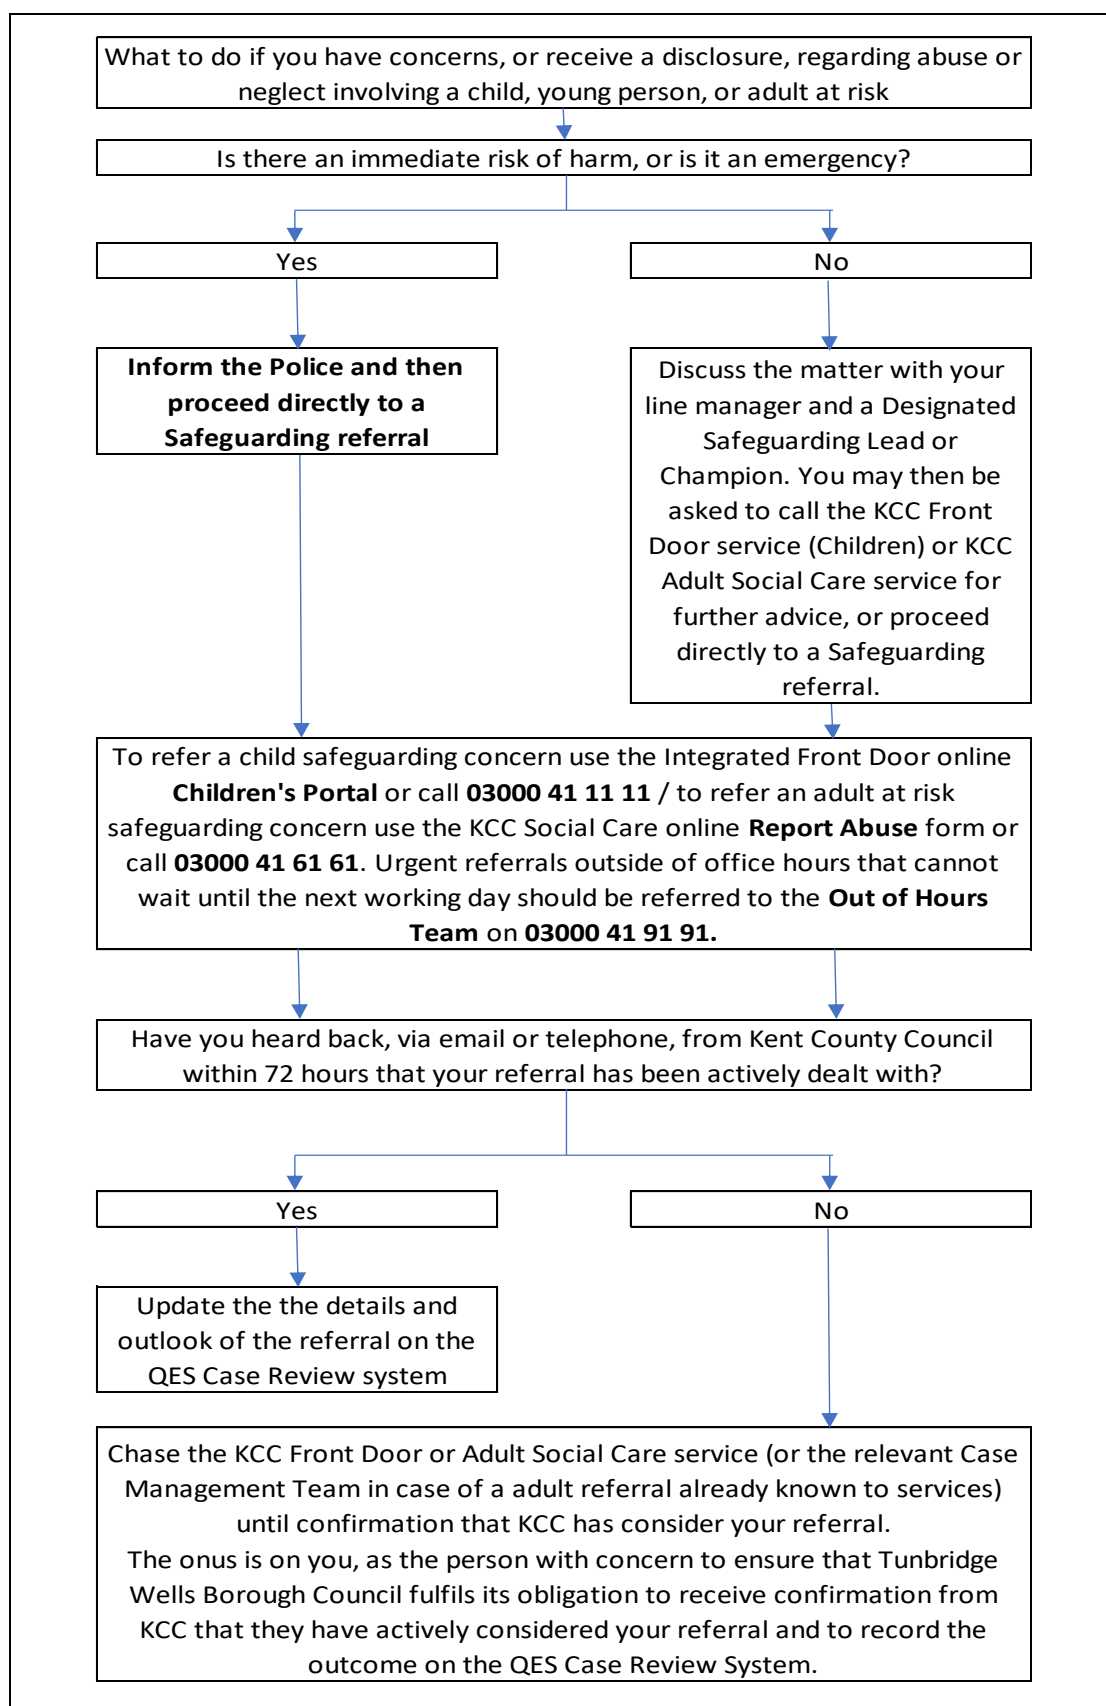 What to do if you have concerns, or receive a disclosure, regarding abuse or
neglect involving a child, young person, or adult at risk
Is there an immediate risk of harm, or is it an emergency?
Yes
No
Inform the Police and then
proceed directly to a
Safeguarding referral
Discuss the matter with your
line manager and a Designated
Safeguarding Lead or
Champion. You may then be
asked to call the KCC Front
Door service (Children) or KCC
Adult Social Care service for
further advice, or proceed
directly to a Safeguarding
referral.
To refer a child safeguarding concern use the Integrated Front Door online
Children's Portal or call 03000 41 11 11 / to refer an adult at risk
safeguarding concern use the KCC Social Care online Report Abuse form or
call 03000 41 61 61. Urgent referrals outside of office hours that cannot
wait until the next working day should be referred to the Out of Hours
Team on 03000 41 91 91.
Have you heard back, via email or telephone, from Kent County Council
within 72 hours that your referral has been actively dealt with?
Yes
No
Update the the details and
outlook of the referral on the
QES Case Review system
Chase the KCC Front Door or Adult Social Care service (or the relevant Case
Management Team in case of a adult referral already known to services)
until confirmation that KCC has consider your referral.
The onus is on you, as the person with concern to ensure that Tunbridge
Wells Borough Council fulfils its obligation to receive confirmation from
KCC that they have actively considered your referral and to record the
outcome on the QES Case Review System.